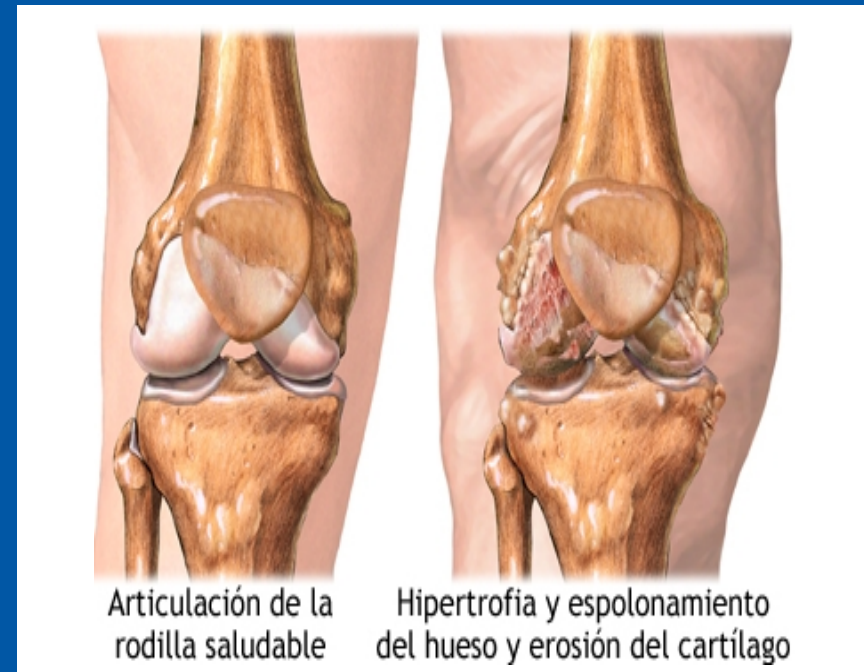 Articulación de la
rodilla saludable
Hipertrofia y espolonamiento
del hueso y erosión del cartílago